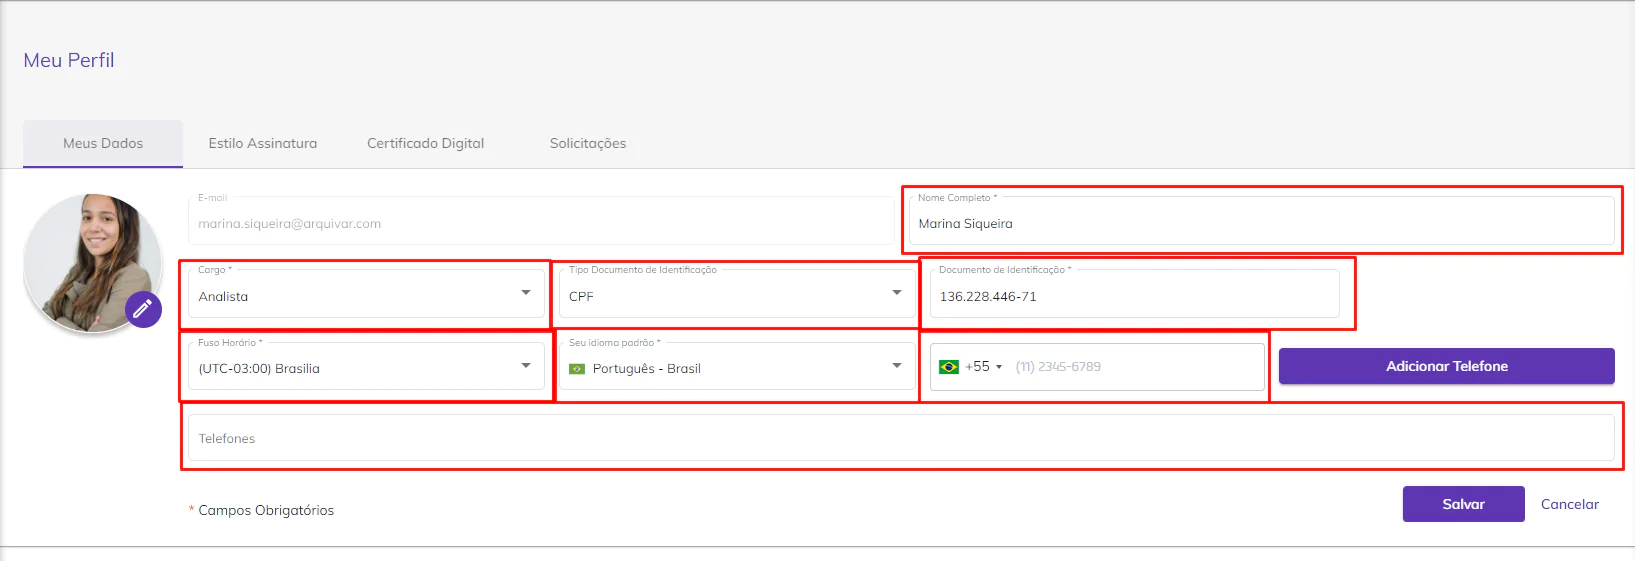 Meu Perfil
Meus Dados
Estilo Assinatura
Certificado Digital
Solicitações
E-mail
marina.siqueira@arquivar.com
Nome Completo *
Marina Siqueira
Cargo *
Analista
Tipo Documento de Identificação
CPF
Documento de Identificação *
136.228.446-71
Fuso Horário *
(UTC-03:00) Brasilia
Seu idioma padrão *
Português - Brasil
+55
(11) 2345-6789
Adicionar Telefone
Telefones
* Campos Obrigatórios
Salvar
Cancelar